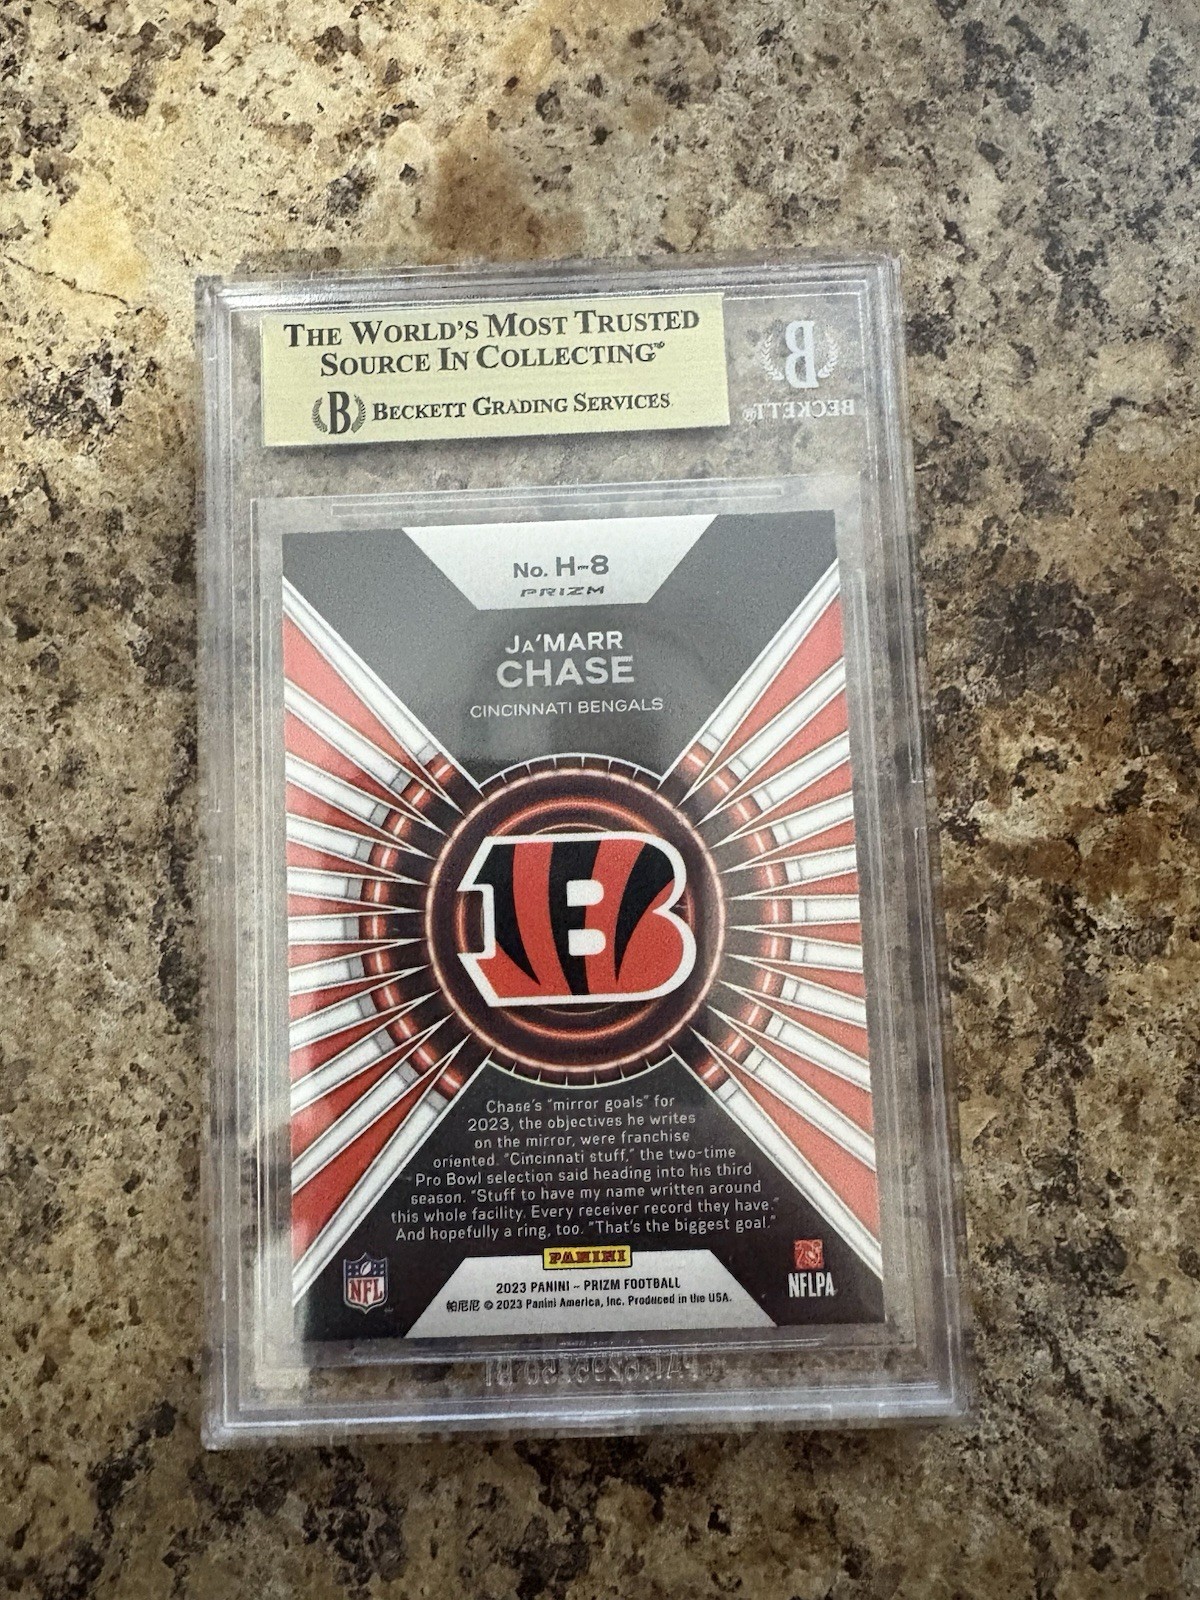 THE WORLD'S MOST TRUSTED
SOURCE IN COLLECTING™
B BECKETT GRADING SERVICES
B
BECKETT®
No. H-8
PRIZM
JA'MARR
CHASE
CINCINNATI BENGALS
B
Chase's "mirror goals" for
2023, the objectives he writes
on the mirror, were franchise
oriented. "Cincinnati stuff," the two-time
Pro Bowl selection said heading into his third
season. "Stuff to have my name written around
this whole facility. Every receiver record they have."
And hopefully a ring, too. "That's the biggest goal."
PANINI
NFL
2023 PANINI – PRIZM FOOTBALL
帕尼尼 © 2023 Panini America, Inc. Produced in the USA.
NFLPA